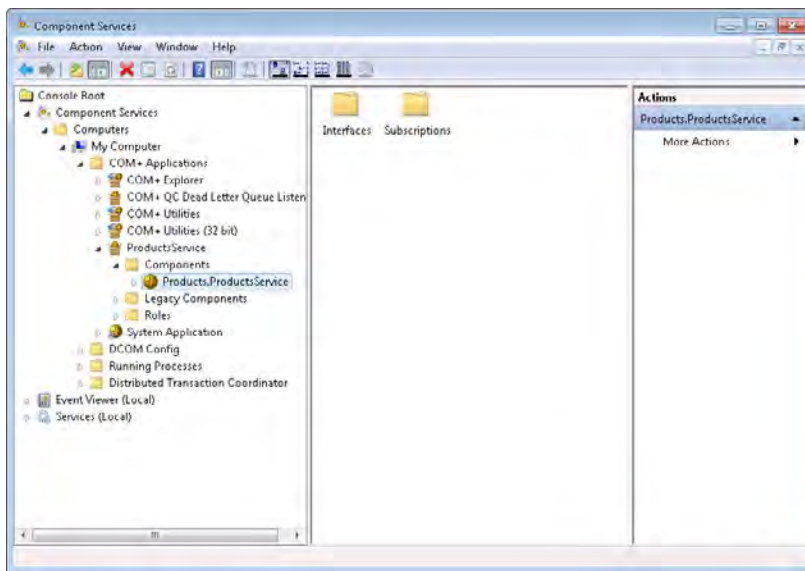 Component Services
File Action View Window Help
Console Root
Component Services
Computers
My Computer
COM+ Applications
COM+ Explorer
COM+ QC Dead Letter Queue Listen
COM+ Utilities
COM+ Utilities (32 bit)
ProductsService
Components
Products.ProductsService
Legacy Components
Roles
System Application
DCOM Config
Running Processes
Distributed Transaction Coordinator
Event Viewer (Local)
Services (Local)
Interfaces Subscriptions
Actions
Products.ProductsService
More Actions